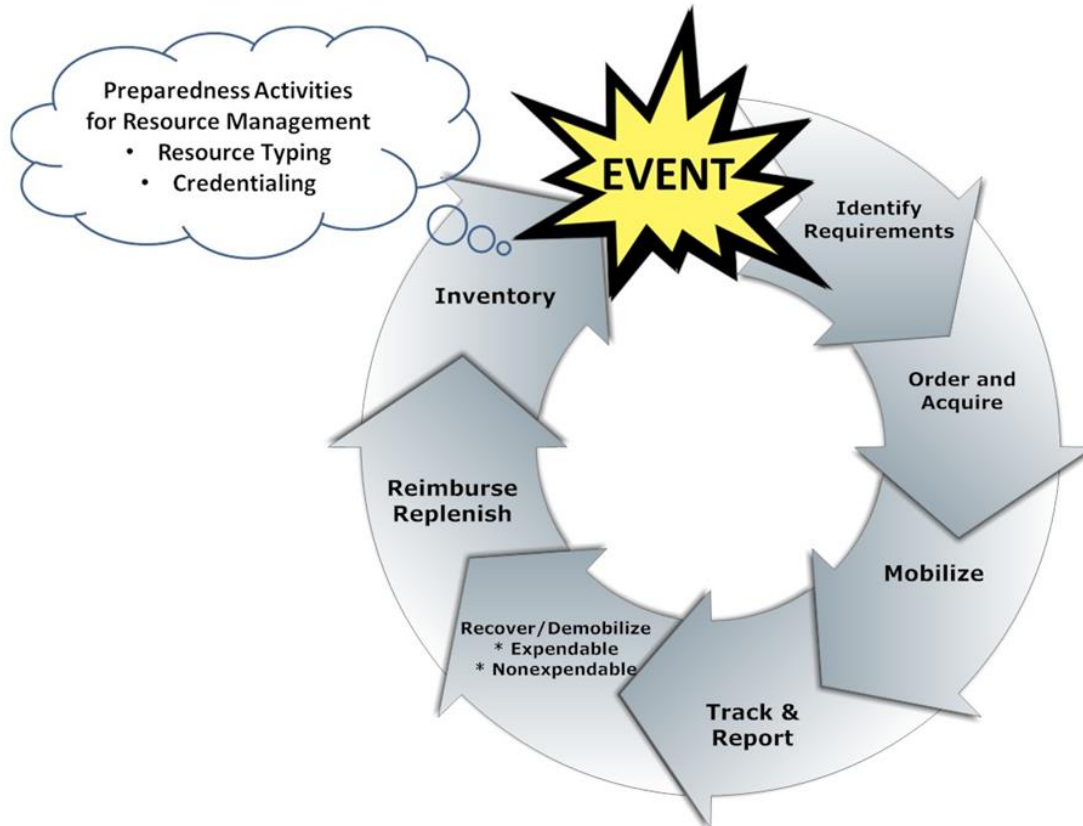 Preparedness Activities
for Resource Management
• Resource Typing
• Credentialing
EVENT
Identify
Requirements
Order and
Acquire
Mobilize
Track &
Report
Recover/Demobilize
* Expendable
* Nonexpendable
Reimburse
Replenish
Inventory